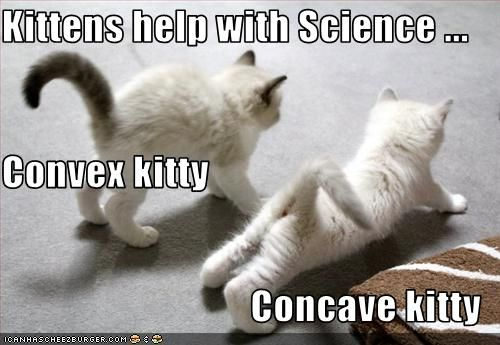 Kittens help with Science ...
Convex kitty
Concave kitty
ICANHASCHEEZBURGER.COM &